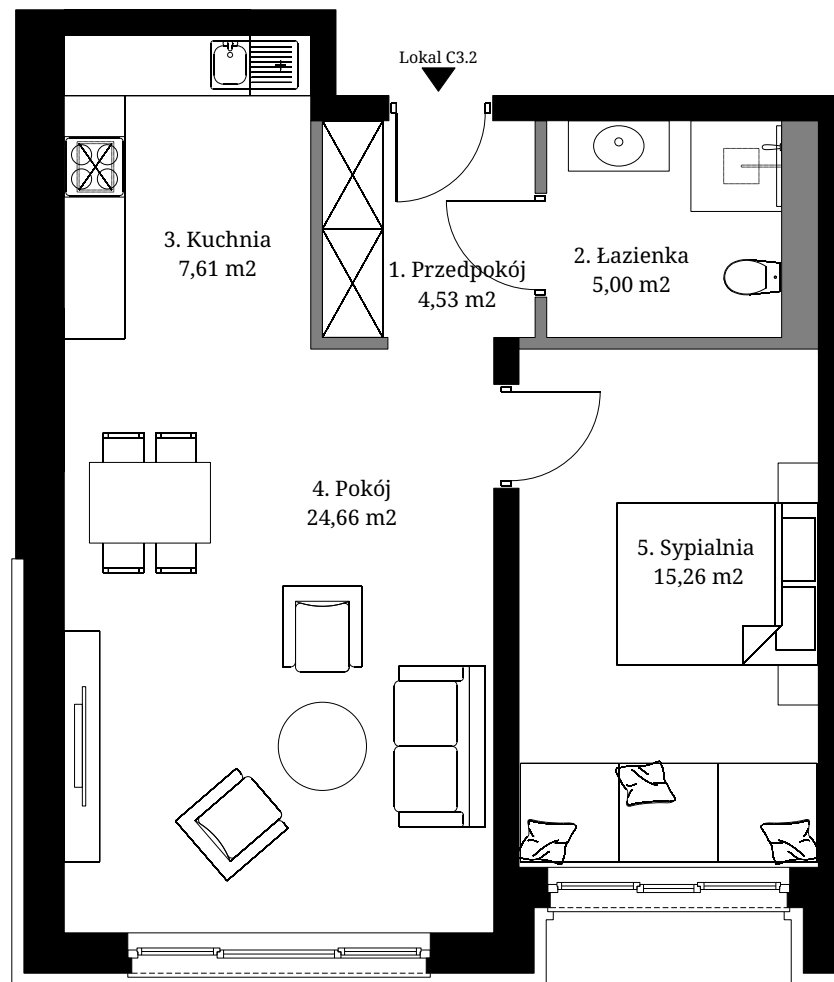 Lokal C3.2
3. Kuchnia
7,61 m2
1. Przedpokój
4,53 m2
2. Łazienka
5,00 m2
4. Pokój
24,66 m2
5. Sypialnia
15,26 m2